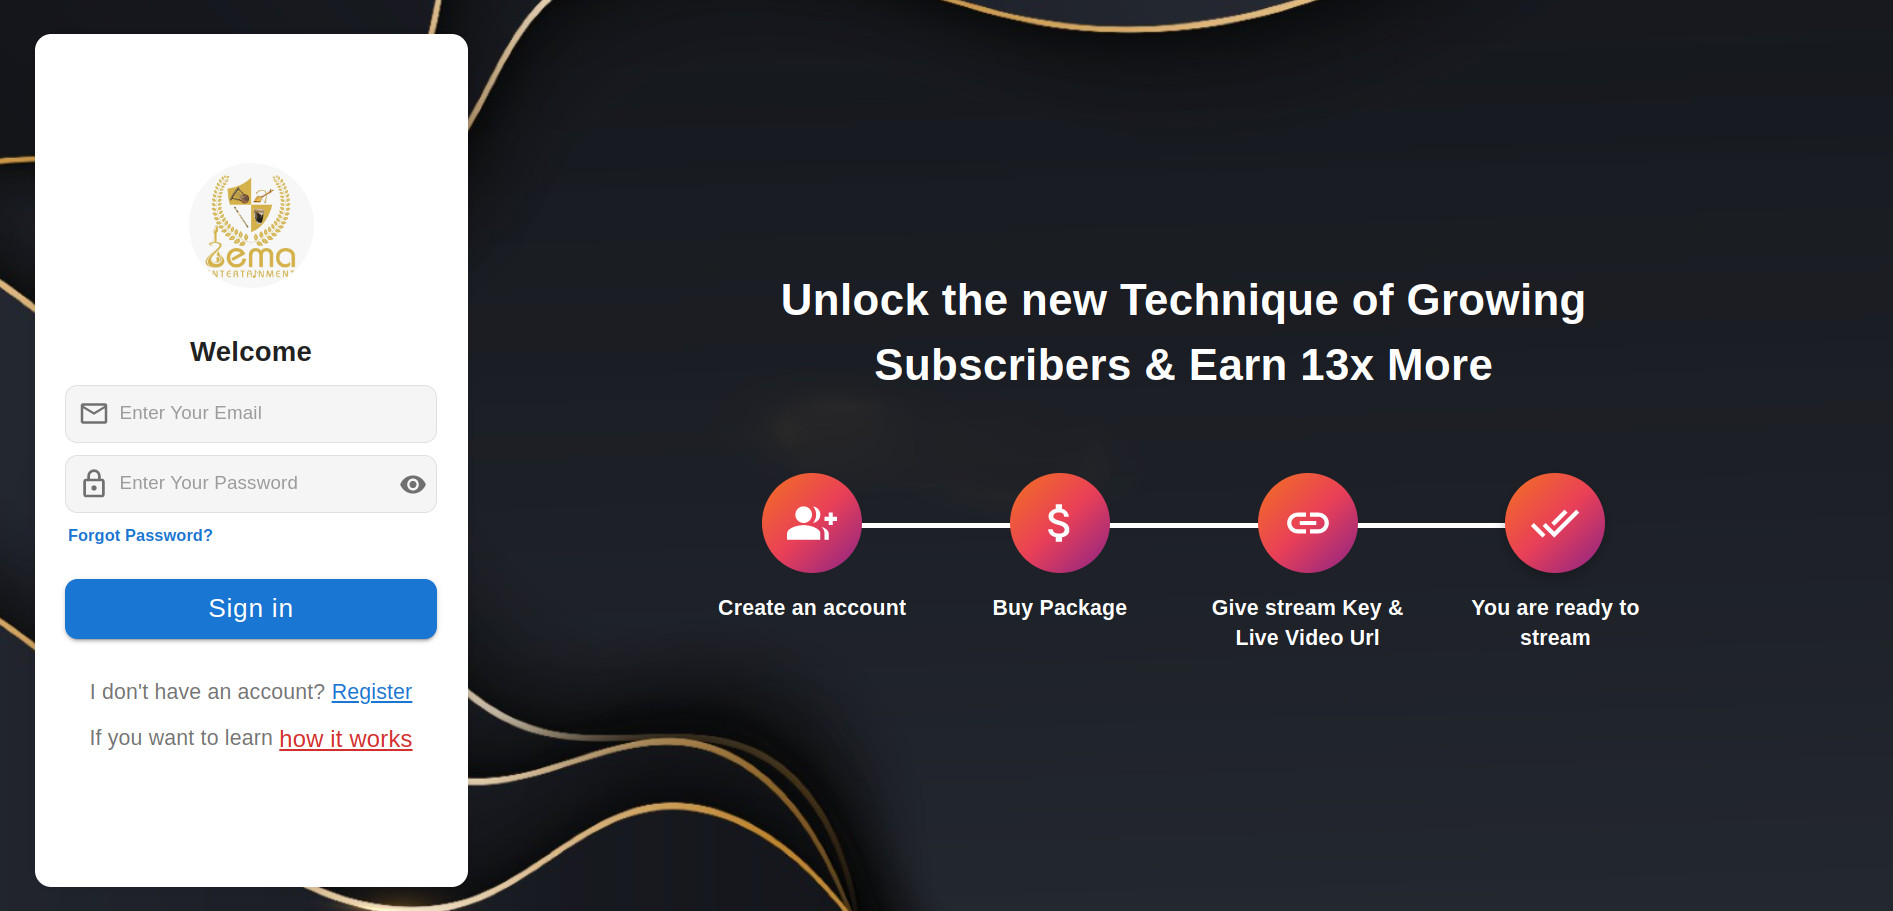 ema
NTERTAINMENT
Welcome
Enter Your Email
Enter Your Password
Forgot Password?
Sign in
I don't have an account? Register
If you want to learn how it works
Unlock the new Technique of Growing
Subscribers & Earn 13x More
Create an account
Buy Package
Give stream Key &
Live Video Url
You are ready to
stream